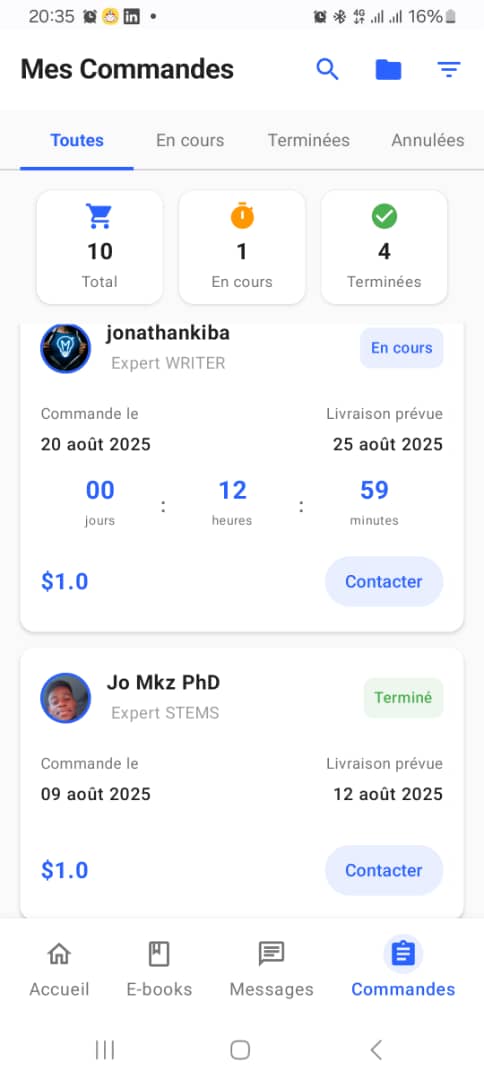 20:35 16%
Mes Commandes
Toutes En cours Terminées Annulées
10 1 4
Total En cours Terminées
jonathankiba
Expert WRITER
En cours
Commande le Livraison prévue
20 août 2025 25 août 2025
00 : 12 : 59
jours heures minutes
$1.0 Contacter
Jo Mkz PhD
Expert STEMS
Terminé
Commande le Livraison prévue
09 août 2025 12 août 2025
$1.0 Contacter
Accueil E-books Messages Commandes